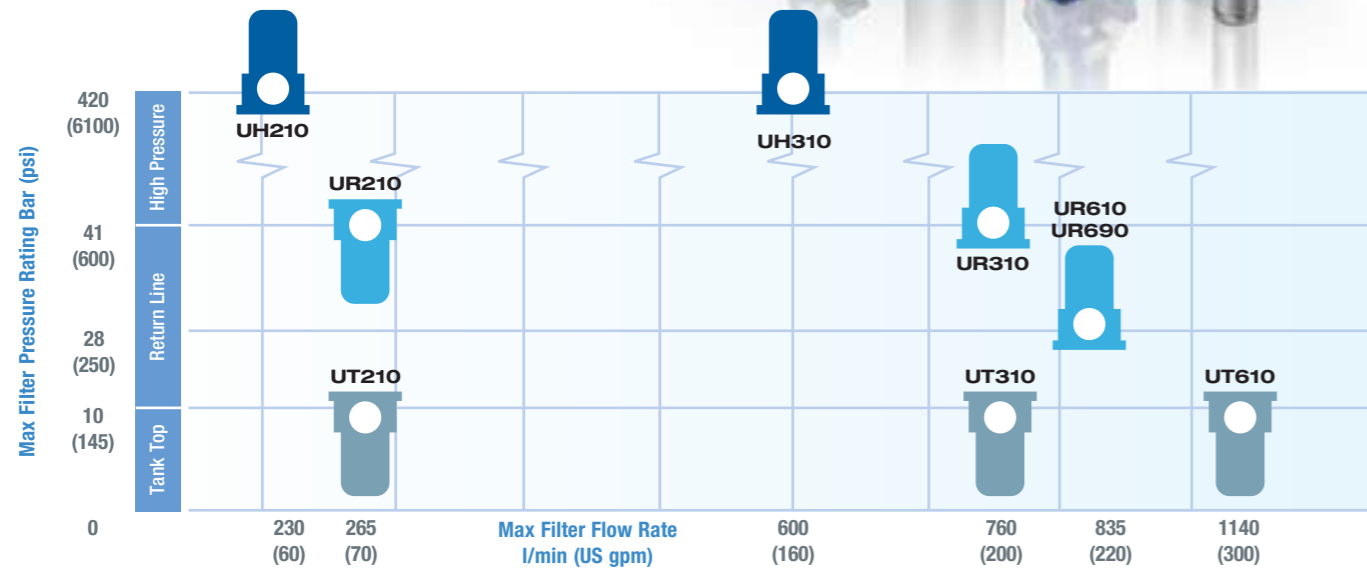 Max Filter Pressure Rating Bar (psi)
420
(6100)
41
(600)
28
(250)
10
(145)
0
High Pressure
Return Line
Tank Top
UH210
UH310
UR210
UR310
UR610
UR690
UT210
UT310
UT610
230
(60)
265
(70)
Max Filter Flow Rate
l/min (US gpm)
600
(160)
760
(200)
835
(220)
1140
(300)